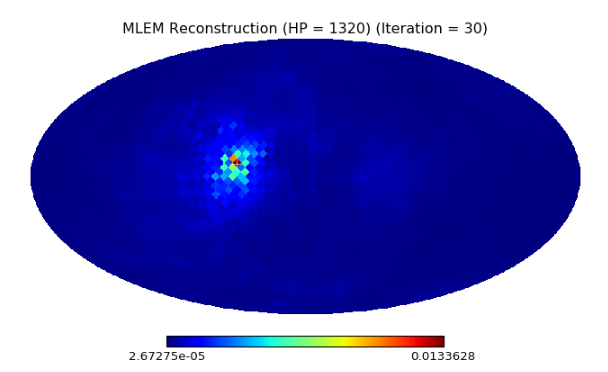 MLEM Reconstruction (HP = 1320) (Iteration = 30)
2.67275e-05 0.0133628